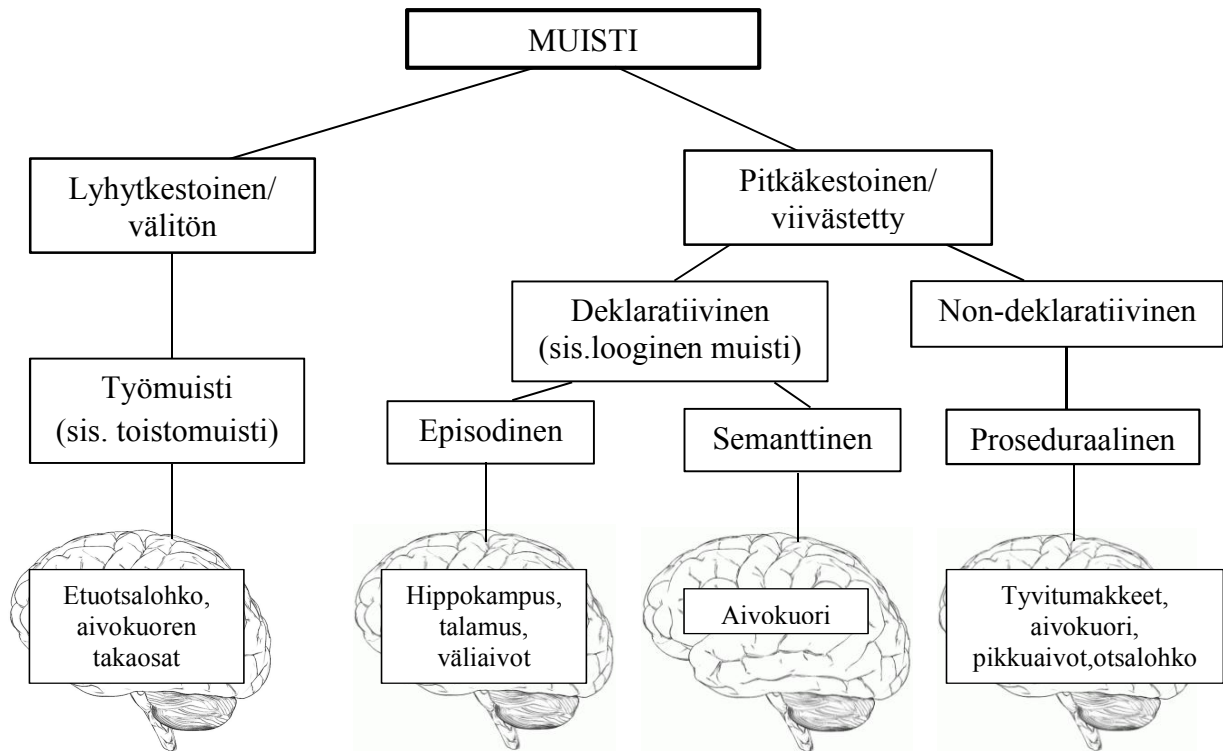 MUISTI
Lyhytkestoinen/
välitön
Pitkäkestoinen/
viivästetty
Deklaratiivinen
(sis.looginen muisti)
Non-deklaratiivinen
Työmuisti
(sis. toistomuisti)
Episodinen
Semanttinen
Proseduraalinen
Etuotsalohko,
aivokuoren
takaosat
Hippokampus,
talamus,
väliaivot
Aivokuori
Tyvitumakkeet,
aivokuori,
pikkuaivot,otsalohko